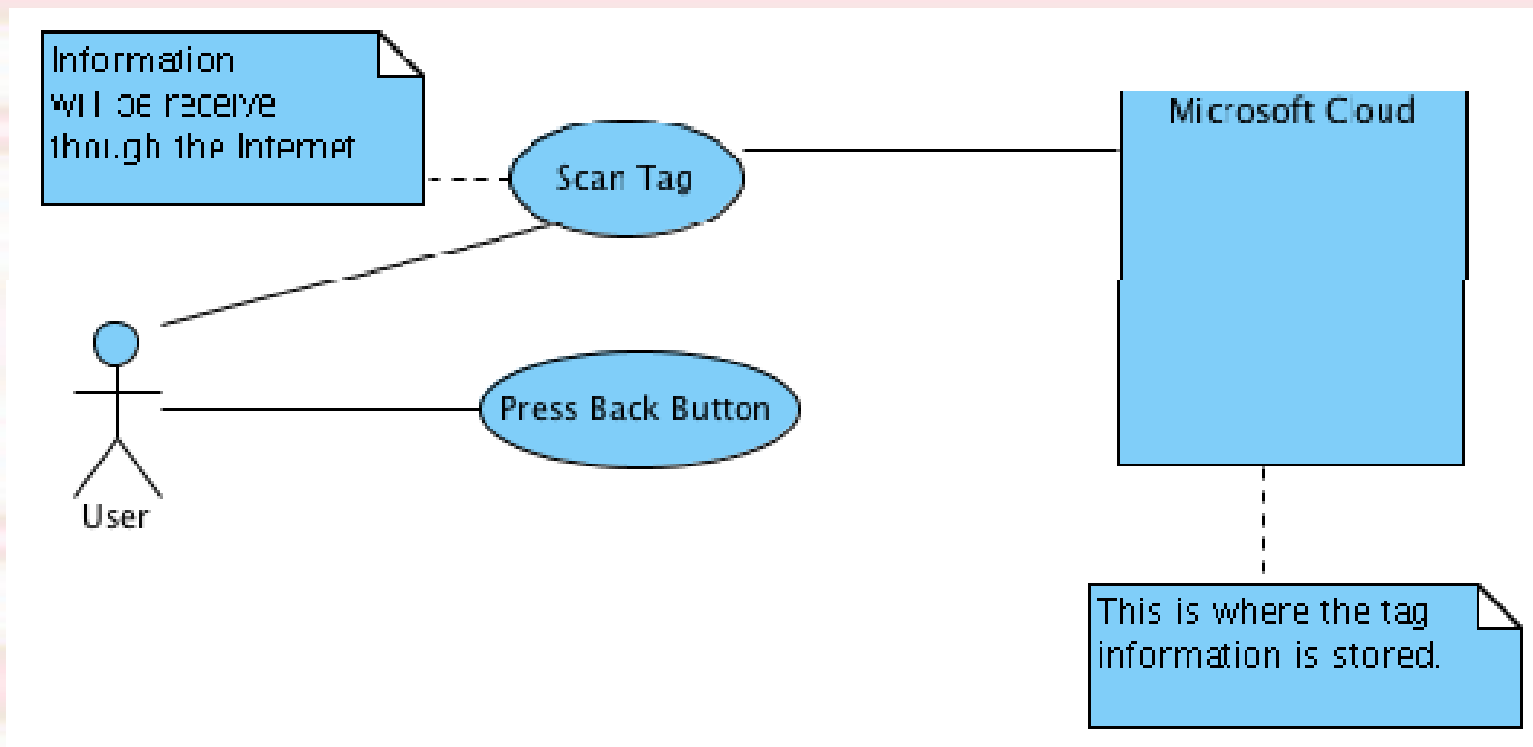 Information
will be receive
though the Internet
Microsoft Cloud
Scan Tag
Press Back Button
User
This is where the tag
information is stored.